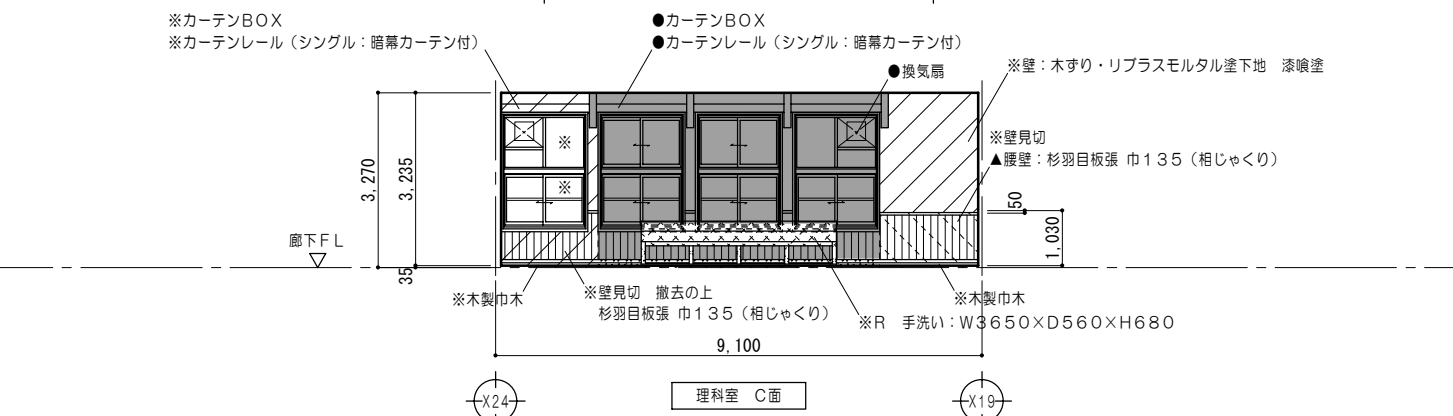 ※カーテンＢＯＸ
※カーテンレール（シングル：暗幕カーテン付）
●カーテンＢＯＸ
●カーテンレール（シングル：暗幕カーテン付）
●換気扇
※壁：木ずり・リブラスモルタル塗下地　漆喰塗
※壁見切
▲腰壁：杉羽目板張 巾１３５（相じゃくり）
※
※
3,270
3,235
35
50
1,030
廊下ＦＬ
※木製巾木
※壁見切　撤去の上
杉羽目板張 巾１３５（相じゃくり）
※木製巾木
※Ｒ　手洗い：Ｗ３６５０×Ｄ５６０×Ｈ６８０
9,100
X24
理科室　Ｃ面
X19